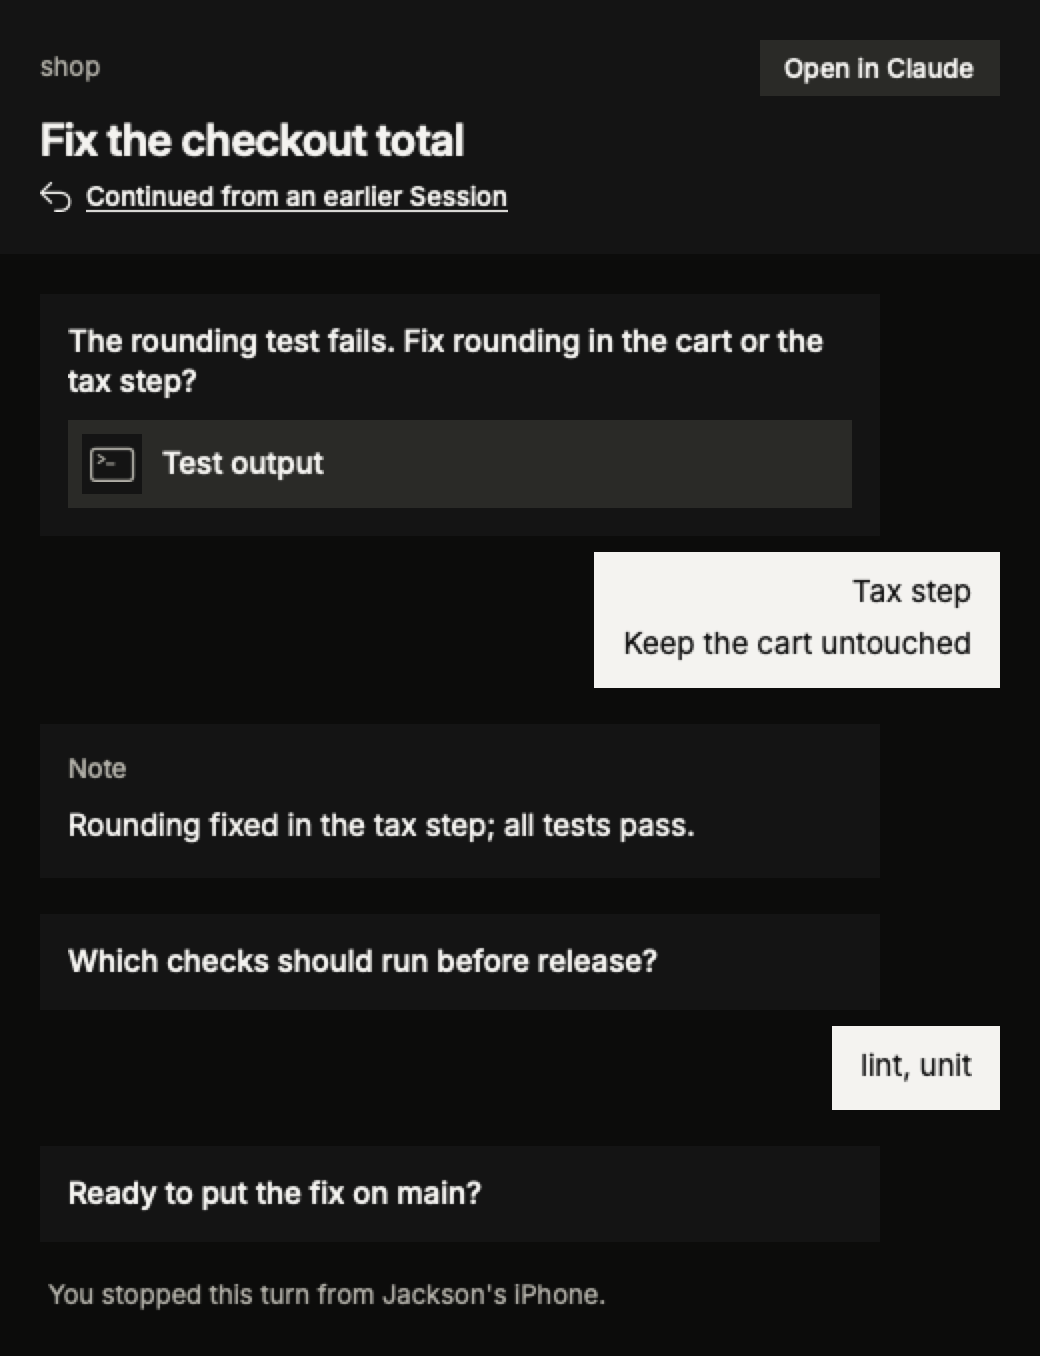 shop
Open in Claude
Fix the checkout total
Continued from an earlier Session
The rounding test fails. Fix rounding in the cart or the
tax step?
>_ Test output
Tax step
Keep the cart untouched
Note
Rounding fixed in the tax step; all tests pass.
Which checks should run before release?
lint, unit
Ready to put the fix on main?
You stopped this turn from Jackson's iPhone.